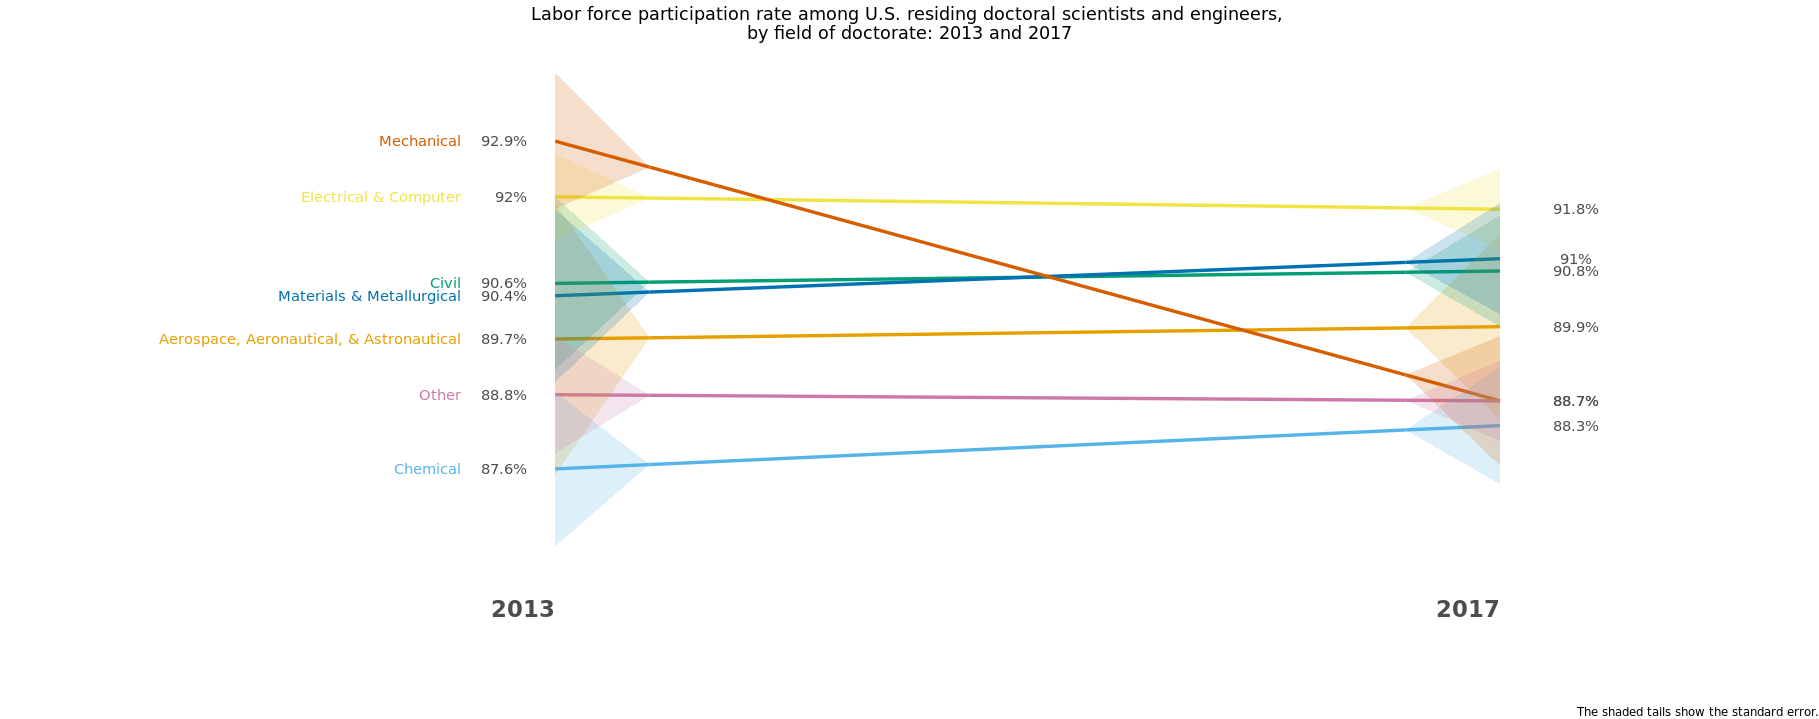 Labor force participation rate among U.S. residing doctoral scientists and engineers,
by field of doctorate: 2013 and 2017
Mechanical 92.9%
Electrical & Computer 92%
91.8%
Civil 90.6%
Materials & Metallurgical 90.4%
91%
90.8%
Aerospace, Aeronautical, & Astronautical 89.7%
89.9%
Other 88.8%
88.7%
88.3%
Chemical 87.6%
2013
2017
The shaded tails show the standard error.